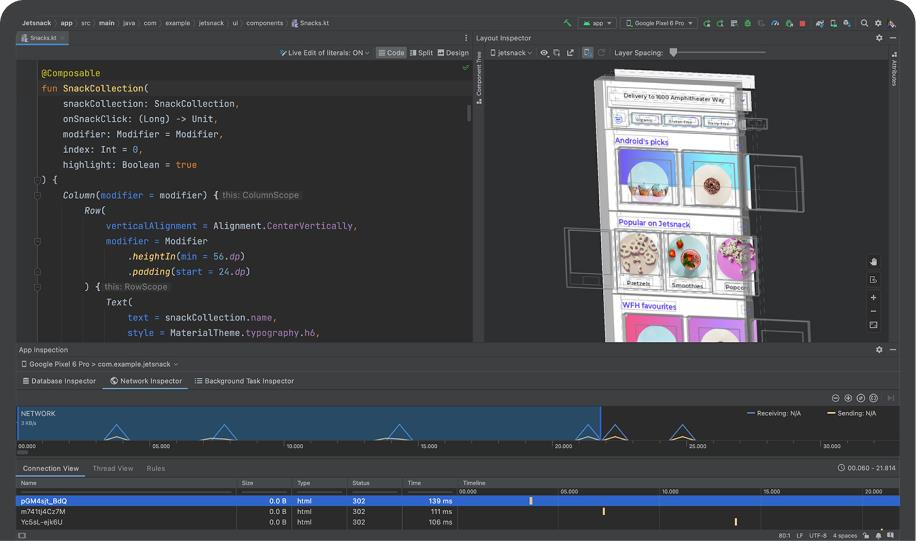 Jetsnack app src main java com example jetsnack ui components Snacks.kt
app Google Pixel 6 Pro
Snacks.kt
Live Edit of literals: ON Code Split Design
@Composable
fun SnackCollection(
snackCollection: SnackCollection,
onSnackClick: (Long) -> Unit,
modifier: Modifier = Modifier,
index: Int = 0,
highlight: Boolean = true
) {
Column(modifier = modifier) { this: ColumnScope
Row(
verticalAlignment = Alignment.CenterVertically,
modifier = Modifier
.heightIn(min = 56.dp)
.padding(start = 24.dp)
) { this: RowScope
Text(
text = snackCollection.name,
style = MaterialTheme.typography.h6,
Layout Inspector
jetsnack Layer Spacing:
Component Tree
Attributes
Delivery to 1600 Amphitheater Way
Organic Gluten-free Dairy-free
Android's picks
Popular on Jetsnack
Pretzels Smoothies Popcorn
WFH favourites
App Inspection
Google Pixel 6 Pro > com.example.jetsnack
Database Inspector Network Inspector Background Task Inspector
NETWORK
3 KB/s
Receiving: N/A Sending: N/A
00.000 05.000 10.000 15.000 20.000 25.000 30.000
Connection View Thread View Rules
00.060 - 21.814
Name Size Type Status Time Timeline
00.000 05.000 10.000 15.000 20.000
pGM4sjt_BdQ 0.0 B html 302 139 ms
m741tj4Cz7M 0.0 B html 302 111 ms
Yc5sL-ejk6U 0.0 B html 302 106 ms
80:1 LF UTF-8 4 spaces